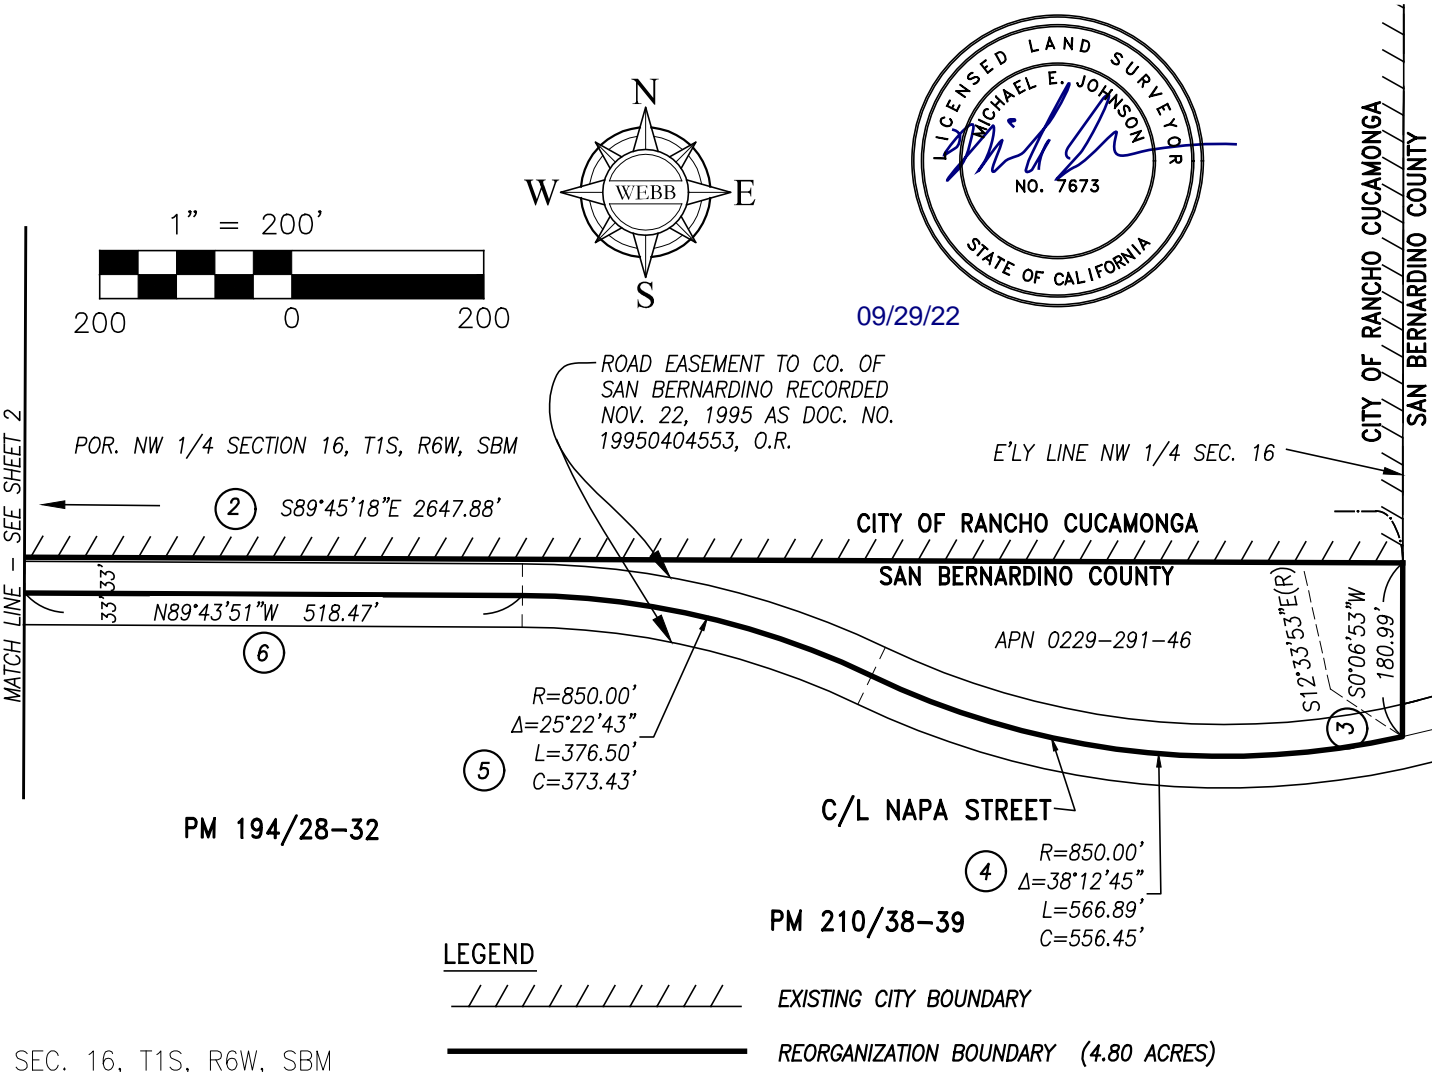 LICENSED LAND SURVEYOR
MICHAEL E. JOHNSON
NO. 7673
STATE OF CALIFORNIA
09/29/22
N
W
WEBB
E
S
1" = 200'
200
0
200
CITY OF RANCHO CUCAMONGA
SAN BERNARDINO COUNTY
ROAD EASEMENT TO CO. OF
SAN BERNARDINO RECORDED
NOV. 22, 1995 AS DOC. NO.
19950404553, O.R.
MATCH LINE - SEE SHEET 2
POR. NW 1/4 SECTION 16, T1S, R6W, SBM
E'LY LINE NW 1/4 SEC. 16
2
S89°45'18"E 2647.88'
CITY OF RANCHO CUCAMONGA
SAN BERNARDINO COUNTY
33'
33'
N89°43'51"W 518.47'
6
APN 0229-291-46
S12°33'53"E(R)
S0°06'53"W
180.99'
3
R=850.00'
Δ=25°22'43"
L=376.50'
C=373.43'
5
C/L NAPA STREET
PM 194/28-32
4
R=850.00'
Δ=38°12'45"
L=566.89'
C=556.45'
PM 210/38-39
LEGEND
EXISTING CITY BOUNDARY
REORGANIZATION BOUNDARY (4.80 ACRES)
SEC. 16, T1S, R6W, SBM